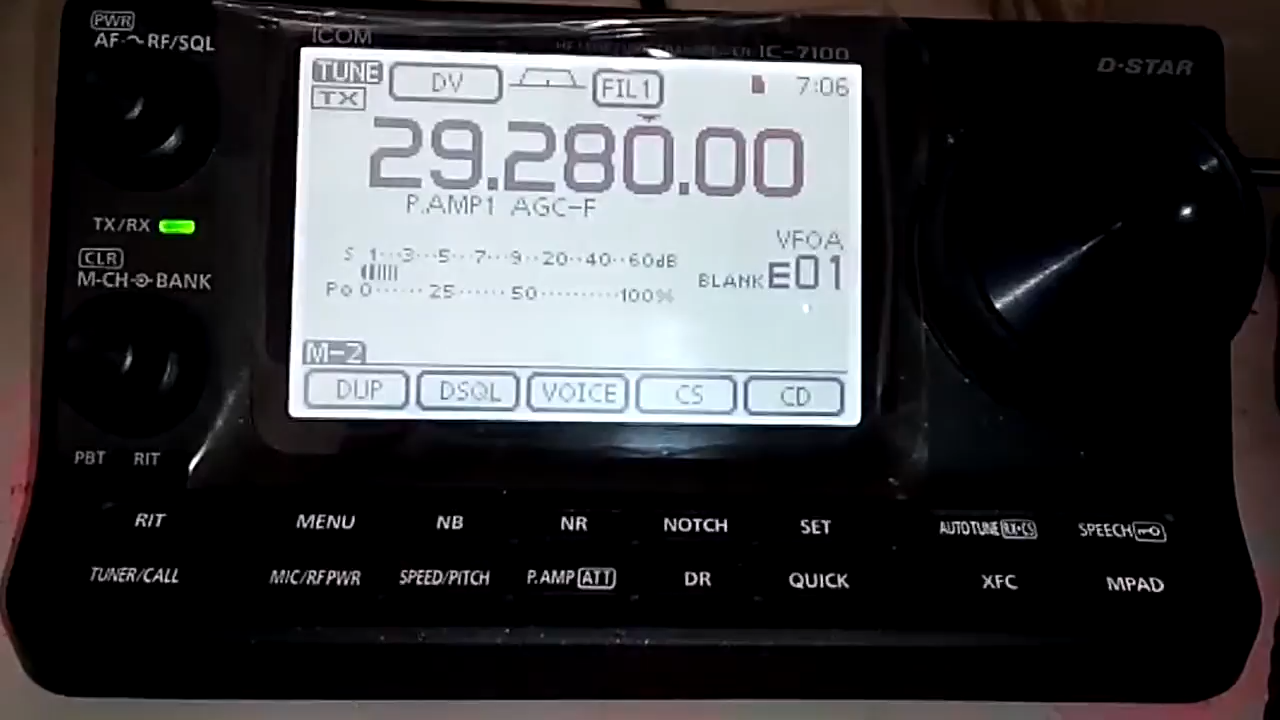 PWR
AF RF/SQL
ICOM
IC-7100
D-STAR
TUNE DV FIL1 7:06
TX
29.280.00
P.AMP1 AGC-F
TX/RX
VFOA
S 1··3··5··7··9··20··40··60dB
BLANK E01
CLR
M-CH BANK
Po 0······25······50··········100%
M-2
DUP DSQL VOICE CS CD
PBT RIT
RIT MENU NB NR NOTCH SET AUTOTUNE RX•CS SPEECH
TUNER/CALL MIC/RFPWR SPEED/PITCH P.AMP ATT DR QUICK XFC MPAD